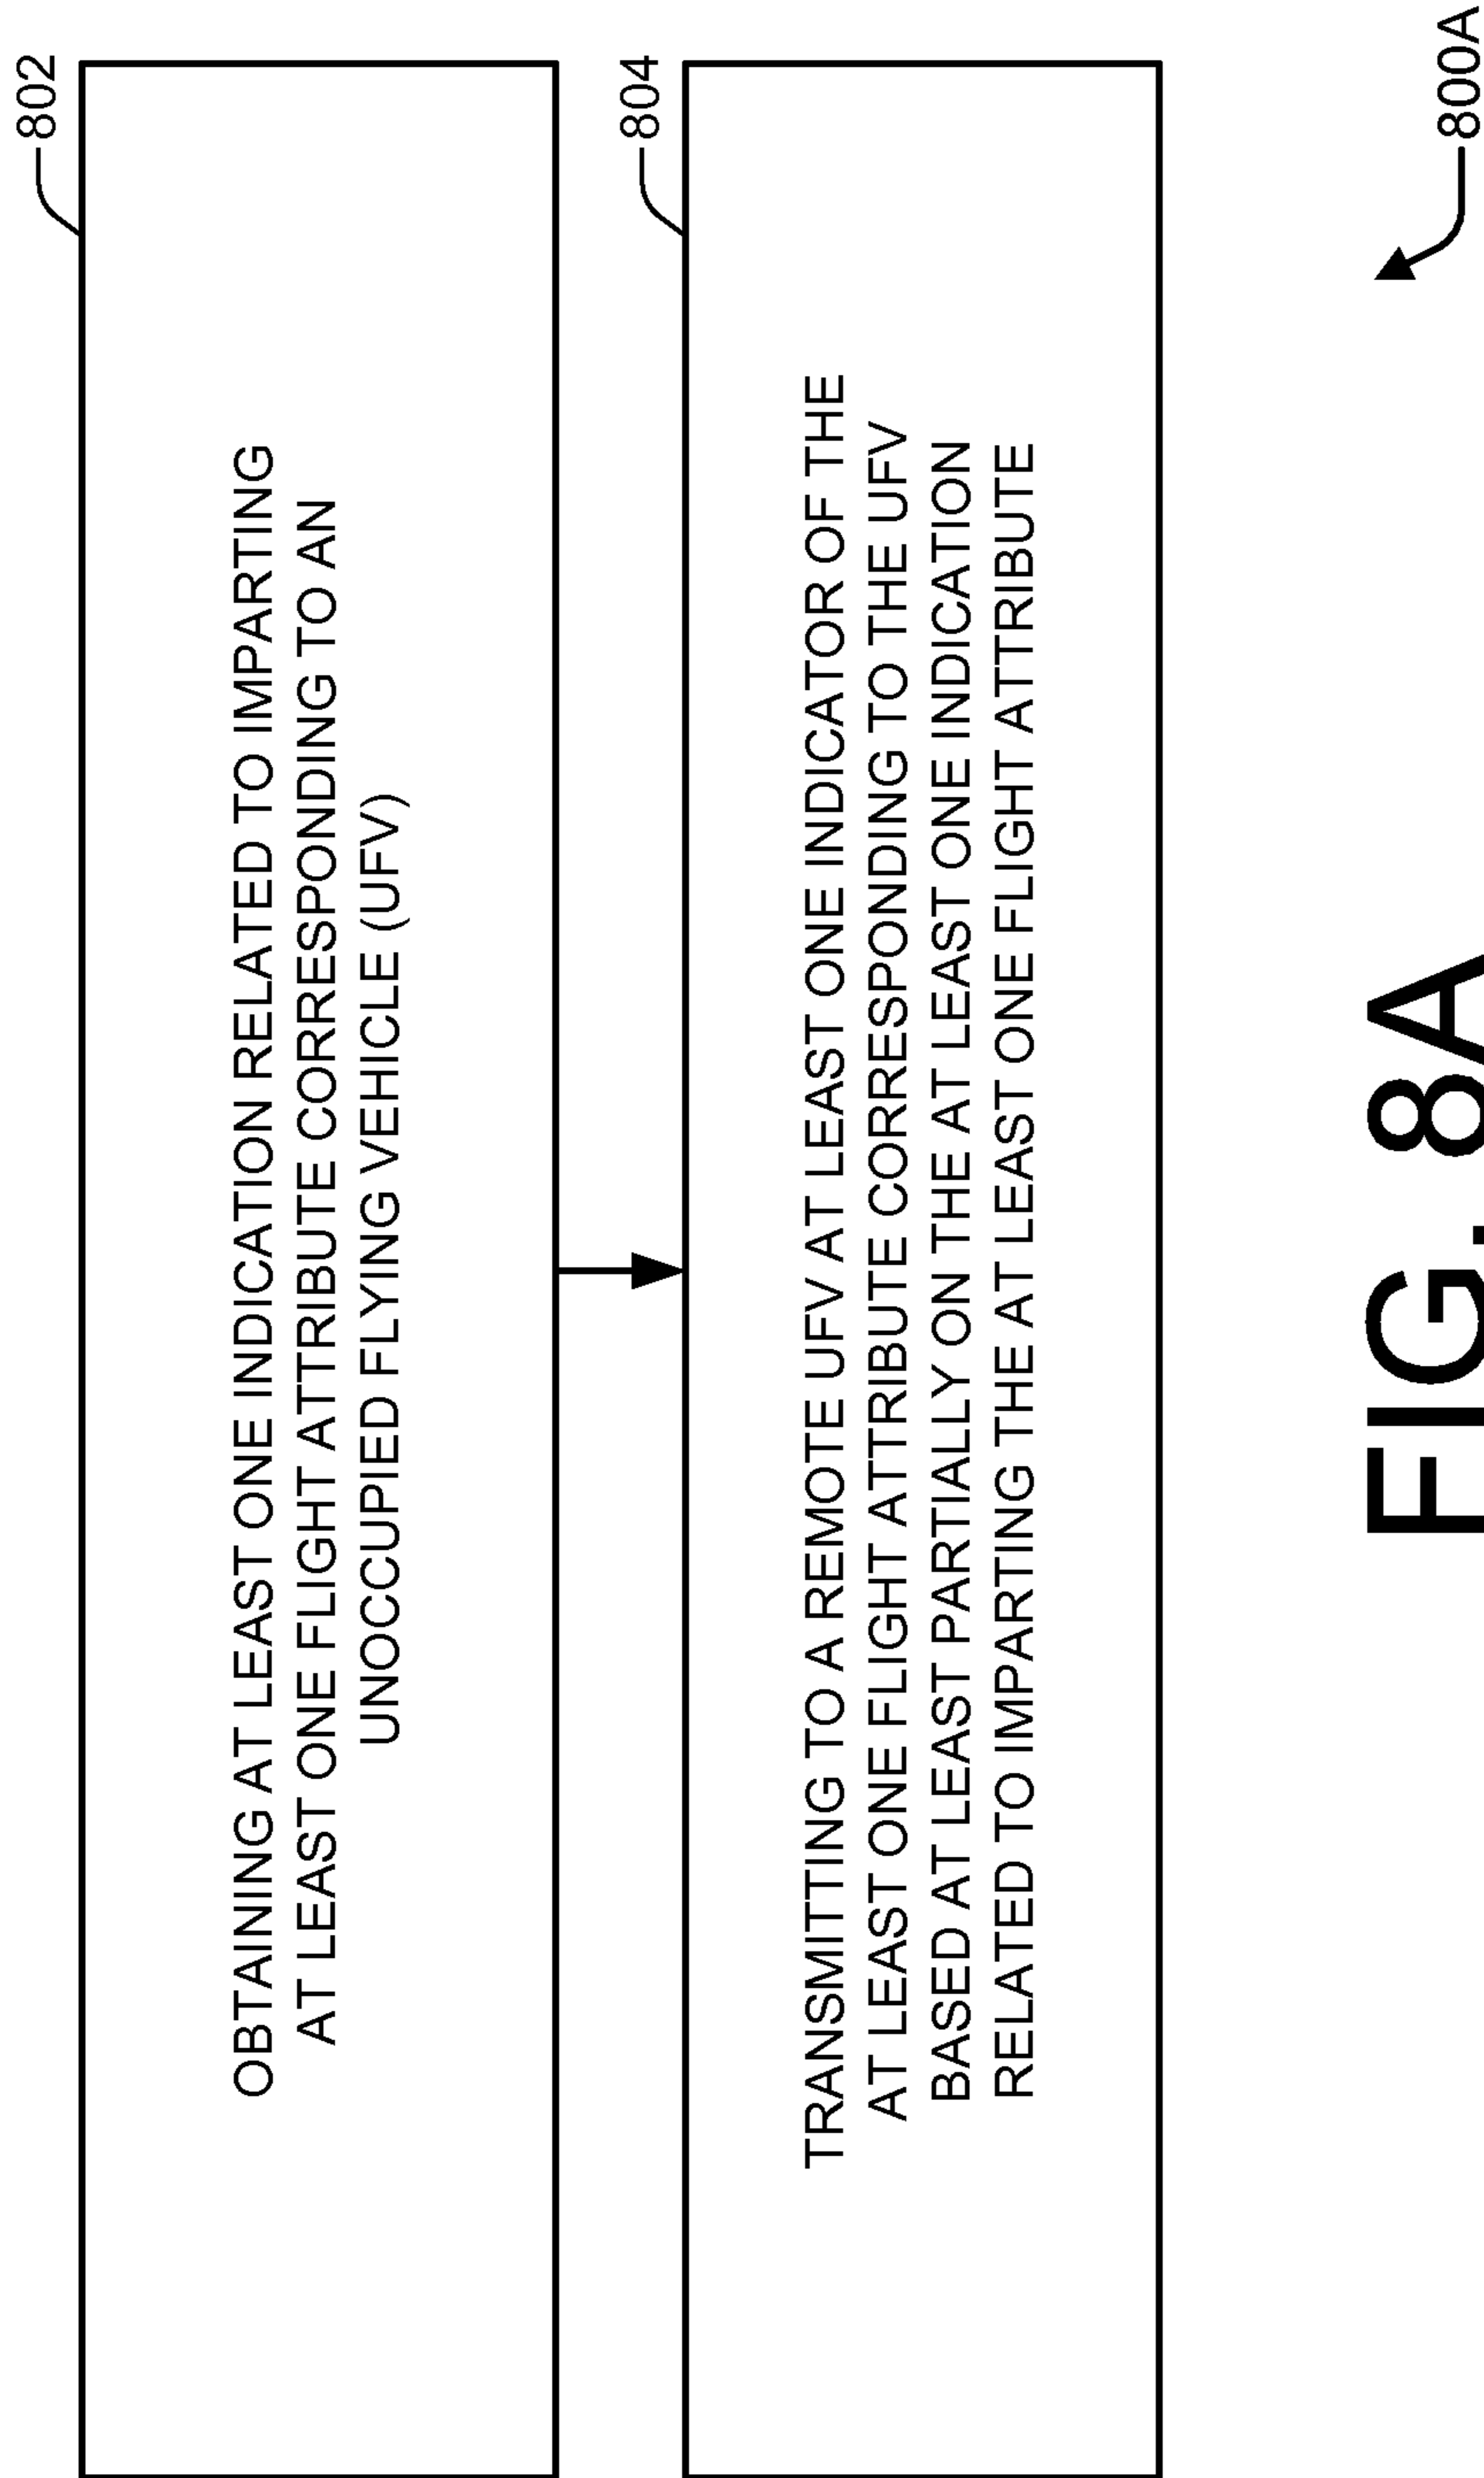 802
OBTAINING AT LEAST ONE INDICATION RELATED TO IMPARTING
AT LEAST ONE FLIGHT ATTRIBUTE CORRESPONDING TO AN
UNOCCUPIED FLYING VEHICLE (UFV)
804
TRANSMITTING TO A REMOTE UFV AT LEAST ONE INDICATOR OF THE
AT LEAST ONE FLIGHT ATTRIBUTE CORRESPONDING TO THE UFV
BASED AT LEAST PARTIALLY ON THE AT LEAST ONE INDICATION
RELATED TO IMPARTING THE AT LEAST ONE FLIGHT ATTRIBUTE
800A
FIG. 8A